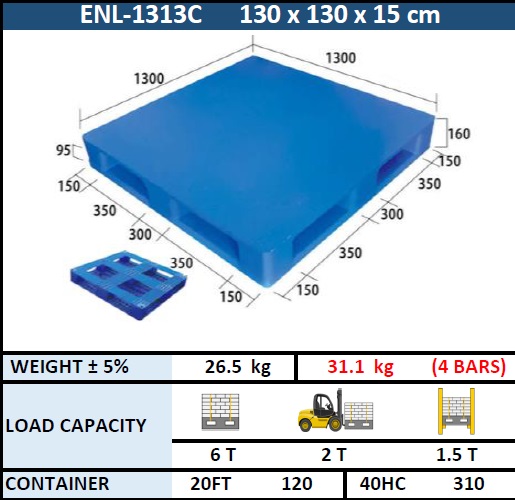 ENL-1313C 130 x 130 x 15 cm
1300 1300
95 160
150 150
350 350
300 300
350 350
150 150
WEIGHT ± 5% 26.5 kg 31.1 kg (4 BARS)
LOAD CAPACITY
6 T 2 T 1.5 T
CONTAINER 20FT 120 40HC 310